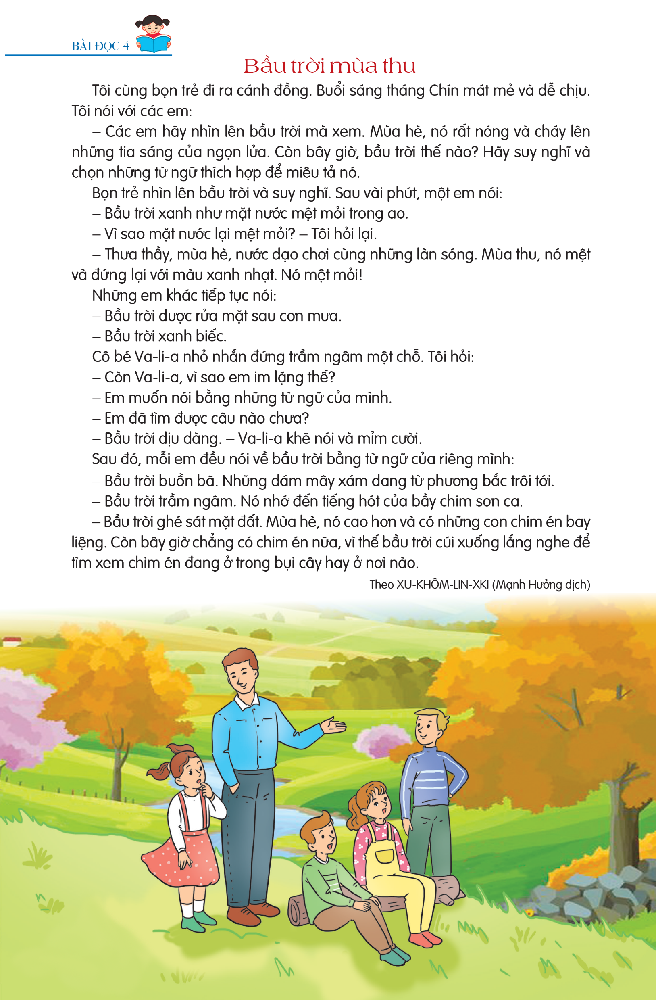 BÀI ĐỌC 4
Bầu trời mùa thu
Tôi cùng bọn trẻ đi ra cánh đồng. Buổi sáng tháng Chín mát mẻ và dễ chịu.
Tôi nói với các em:
– Các em hãy nhìn lên bầu trời mà xem. Mùa hè, nó rất nóng và cháy lên
những tia sáng của ngọn lửa. Còn bây giờ, bầu trời thế nào? Hãy suy nghĩ và
chọn những từ ngữ thích hợp để miêu tả nó.
Bọn trẻ nhìn lên bầu trời và suy nghĩ. Sau vài phút, một em nói:
– Bầu trời xanh như mặt nước mệt mỏi trong ao.
– Vì sao mặt nước lại mệt mỏi? – Tôi hỏi lại.
– Thưa thầy, mùa hè, nước dạo chơi cùng những làn sóng. Mùa thu, nó mệt
và đứng lại với màu xanh nhạt. Nó mệt mỏi!
Những em khác tiếp tục nói:
– Bầu trời được rửa mặt sau cơn mưa.
– Bầu trời xanh biếc.
Cô bé Va-li-a nhỏ nhắn đứng trầm ngâm một chỗ. Tôi hỏi:
– Còn Va-li-a, vì sao em im lặng thế?
– Em muốn nói bằng những từ ngữ của mình.
– Em đã tìm được câu nào chưa?
– Bầu trời dịu dàng. – Va-li-a khẽ nói và mỉm cười.
Sau đó, mỗi em đều nói về bầu trời bằng từ ngữ của riêng mình:
– Bầu trời buồn bã. Những đám mây xám đang từ phương bắc trôi tới.
– Bầu trời trầm ngâm. Nó nhớ đến tiếng hót của bầy chim sơn ca.
– Bầu trời ghé sát mặt đất. Mùa hè, nó cao hơn và có những con chim én bay
liệng. Còn bây giờ chẳng có chim én nữa, vì thế bầu trời cúi xuống lắng nghe để
tìm xem chim én đang ở trong bụi cây hay ở nơi nào.
Theo XU-KHÔM-LIN-XKI (Mạnh Hưởng dịch)